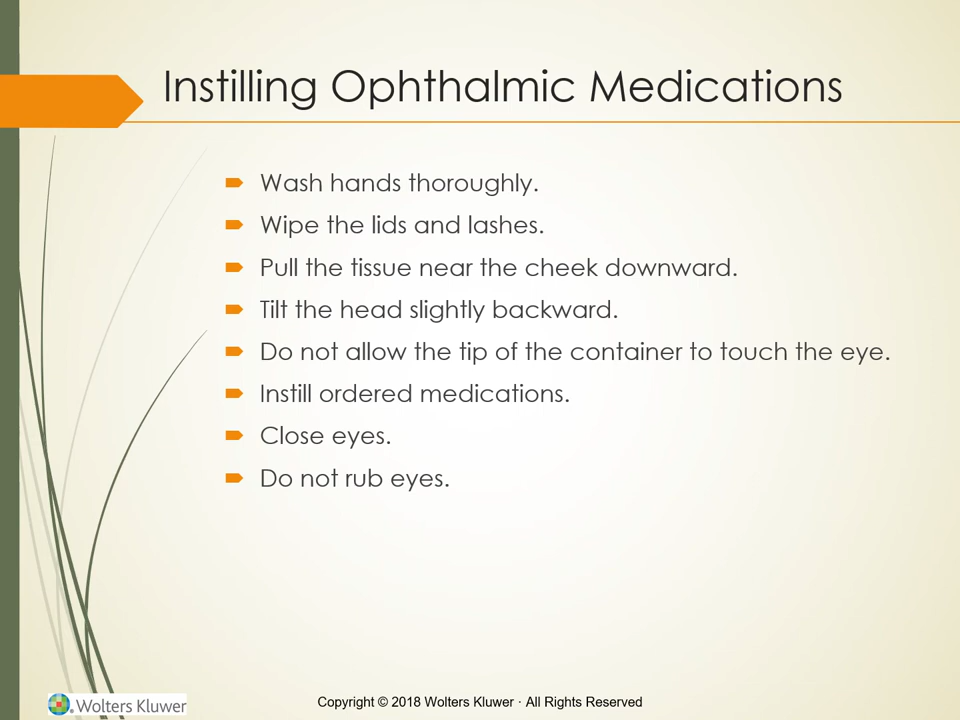 Instilling Ophthalmic Medications
Wash hands thoroughly.
Wipe the lids and lashes.
Pull the tissue near the cheek downward.
Tilt the head slightly backward.
Do not allow the tip of the container to touch the eye.
Instill ordered medications.
Close eyes.
Do not rub eyes.
Wolters Kluwer
Copyright © 2018 Wolters Kluwer · All Rights Reserved